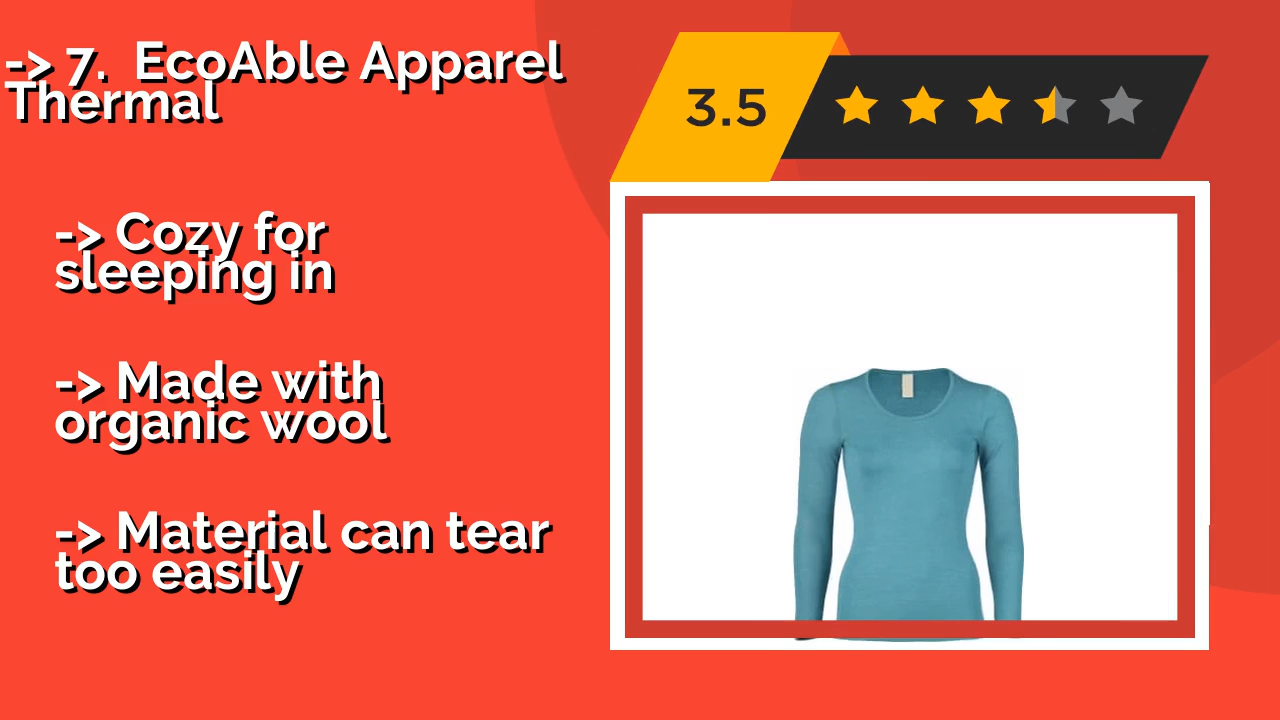 -> 7.  EcoAble Apparel
Thermal
3.5
-> Cozy for
sleeping in
-> Made with
organic wool
-> Material can tear
too easily